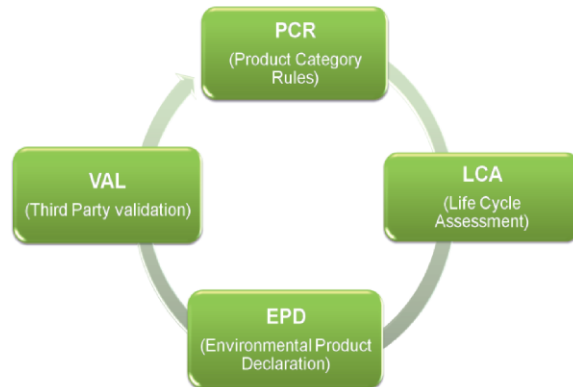 PCR
(Product Category
Rules)
LCA
(Life Cycle
Assessment)
EPD
(Environmental Product
Declaration)
VAL
(Third Party validation)